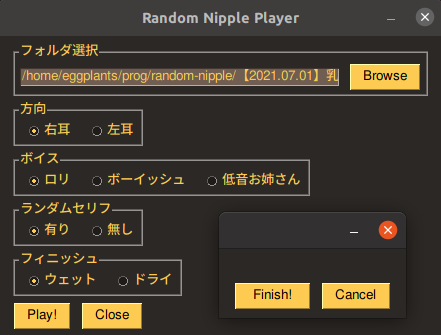 Random Nipple Player
フォルダ選択
/home/eggplants/prog/random-nipple/【2021.07.01】乳
Browse
方向
右耳 左耳
ボイス
ロリ ボーイッシュ 低音お姉さん
ランダムセリフ
有り 無し
フィニッシュ
ウェット ドライ
Finish! Cancel
Play! Close